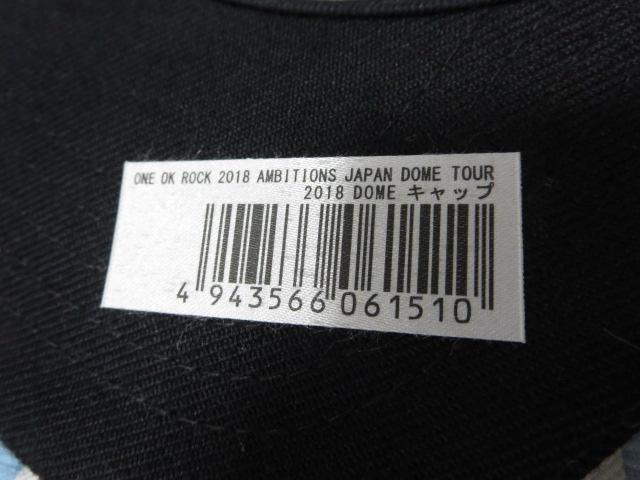 ONE OK ROCK 2018 AMBITIONS JAPAN DOME TOUR
2018 DOME キャップ
4 943566 061510